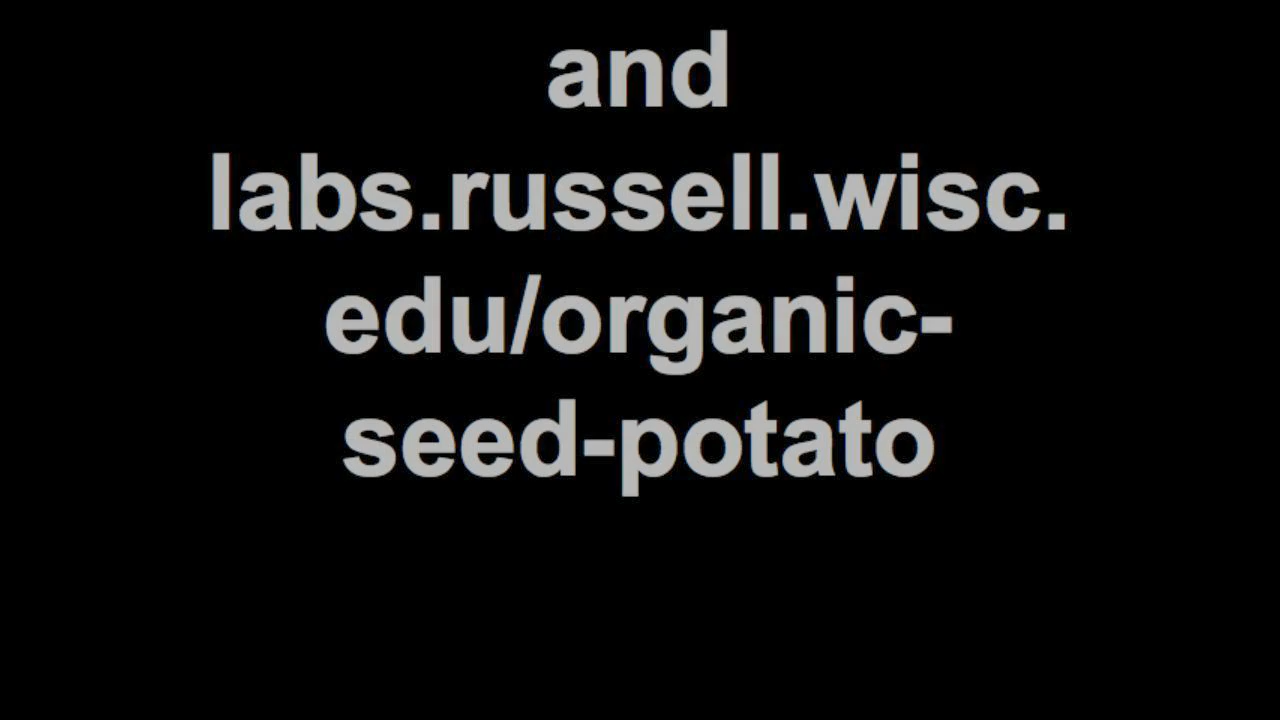 and
labs.russell.wisc.
edu/organic-
seed-potato